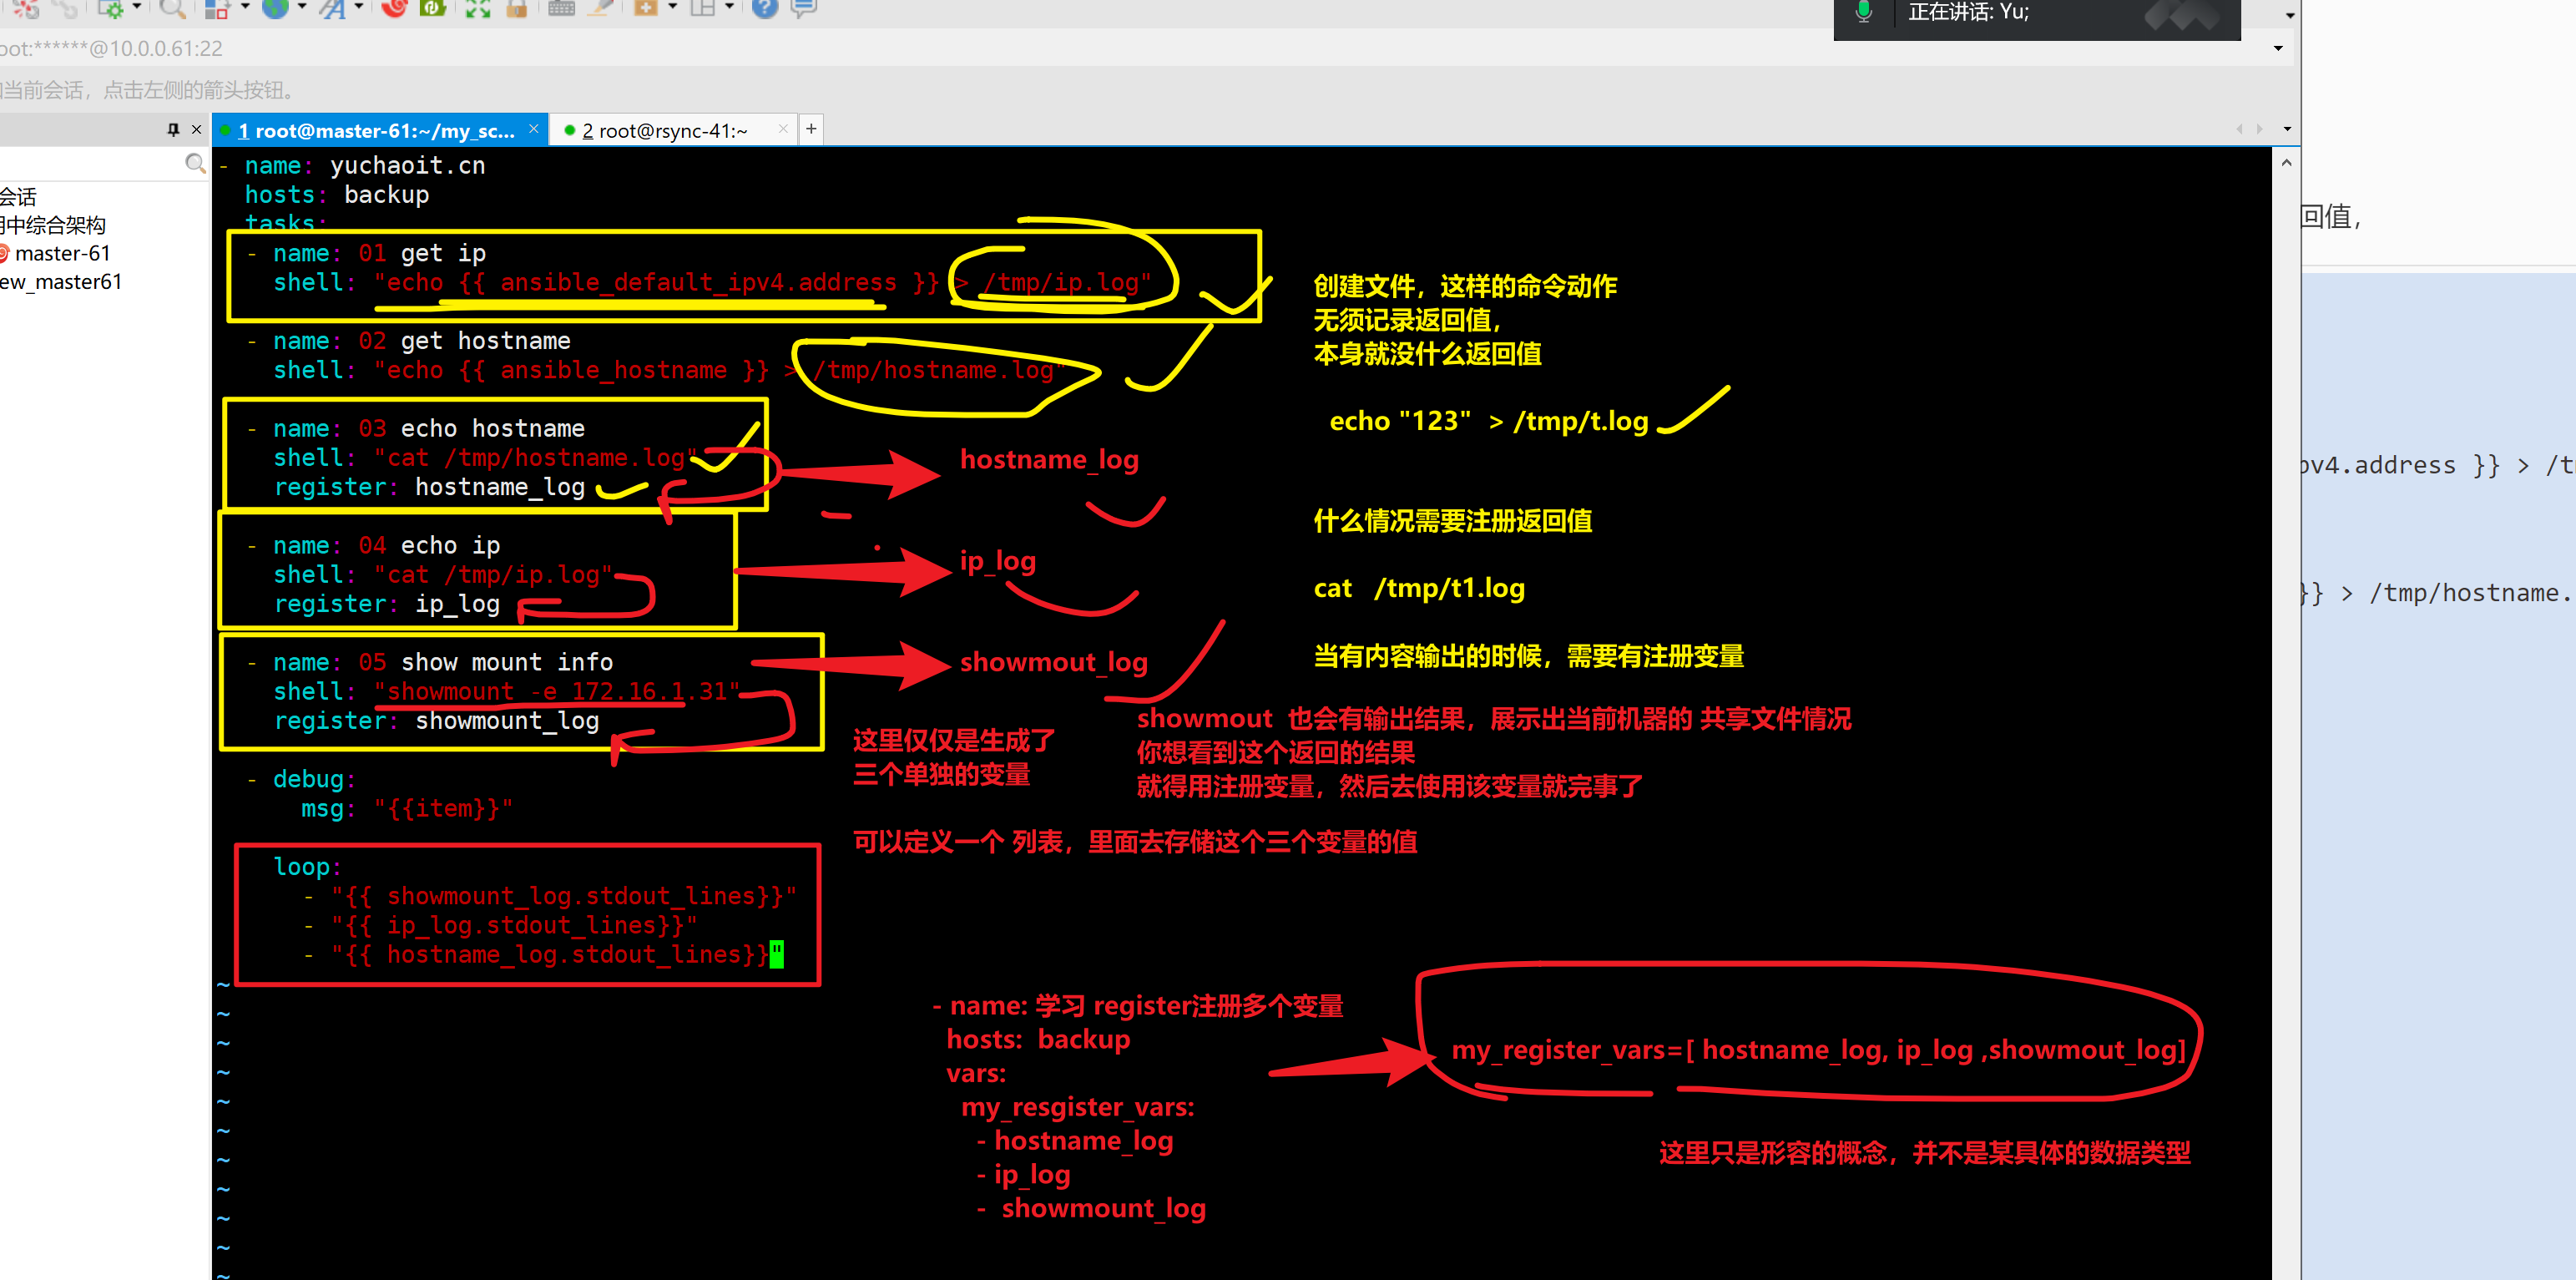 正在讲话: Yu;
oot:******@10.0.0.61:22
当前会话，点击左侧的箭头按钮。
1 root@master-61:~/my_sc...
2 root@rsync-41:~
会话
中综合架构
master-61
ew_master61
- name: yuchaoit.cn
hosts: backup
tasks:
- name: 01 get ip
shell: "echo {{ ansible_default_ipv4.address }} > /tmp/ip.log"
- name: 02 get hostname
shell: "echo {{ ansible_hostname }} > /tmp/hostname.log"
- name: 03 echo hostname
shell: "cat /tmp/hostname.log"
register: hostname_log
- name: 04 echo ip
shell: "cat /tmp/ip.log"
register: ip_log
- name: 05 show mount info
shell: "showmount -e 172.16.1.31"
register: showmount_log
- debug:
msg: "{{item}}"
loop:
- "{{ showmount_log.stdout_lines}}"
- "{{ ip_log.stdout_lines}}"
- "{{ hostname_log.stdout_lines}}"
~
~
~
~
~
~
~
~
~
~
~
创建文件，这样的命令动作
无须记录返回值，
本身就没什么返回值
echo "123" > /tmp/t.log
什么情况需要注册返回值
cat /tmp/t1.log
当有内容输出的时候，需要有注册变量
hostname_log
ip_log
showmout_log
这里仅仅是生成了
三个单独的变量
showmout 也会有输出结果，展示出当前机器的 共享文件情况
你想看到这个返回的结果
就得用注册变量，然后去使用该变量就完事了
可以定义一个 列表，里面去存储这个三个变量的值
- name: 学习 register注册多个变量
hosts: backup
vars:
my_resgister_vars:
- hostname_log
- ip_log
- showmount_log
my_register_vars=[ hostname_log, ip_log ,showmout_log]
这里只是形容的概念，并不是某具体的数据类型
回值，
pv4.address }} > /t
}} > /tmp/hostname.